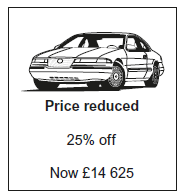 Price reduced
25% off
Now £14 625